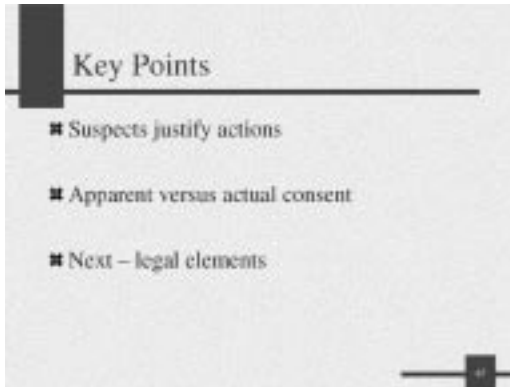 Key Points
Suspects justify actions
Apparent versus actual consent
Next – legal elements